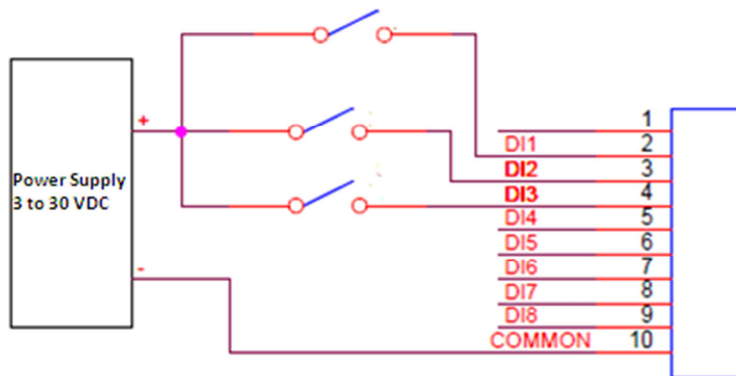 +
Power Supply
3 to 30 VDC
-
1
DI1 2
DI2 3
DI3 4
DI4 5
DI5 6
DI6 7
DI7 8
DI8 9
COMMON 10